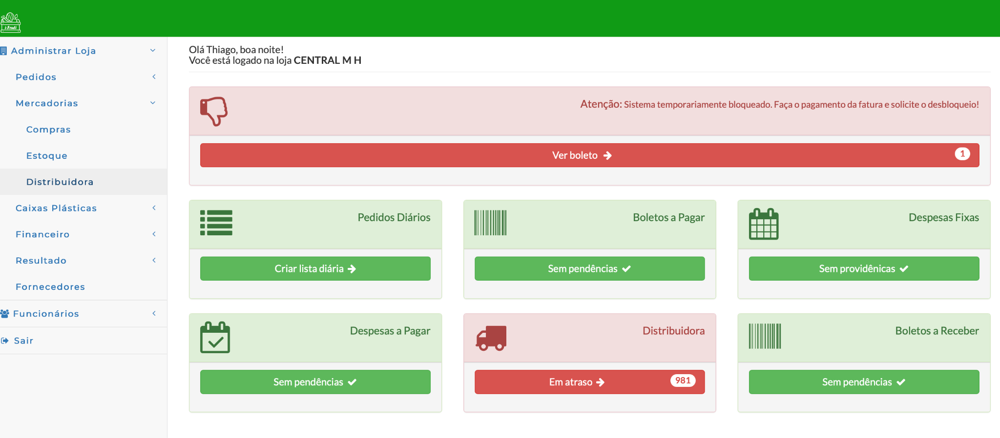 i-Fruti
Administrar Loja
Pedidos
Mercadorias
Compras
Estoque
Distribuidora
Caixas Plásticas
Financeiro
Resultado
Fornecedores
Funcionários
Sair
Olá Thiago, boa noite!
Você está logado na loja CENTRAL M H
Atenção: Sistema temporariamente bloqueado. Faça o pagamento da fatura e solicite o desbloqueio!
Ver boleto 1
Pedidos Diários
Criar lista diária
Boletos a Pagar
Sem pendências
Despesas Fixas
Sem providênicas
Despesas a Pagar
Sem pendências
Distribuidora
Em atraso 981
Boletos a Receber
Sem pendências